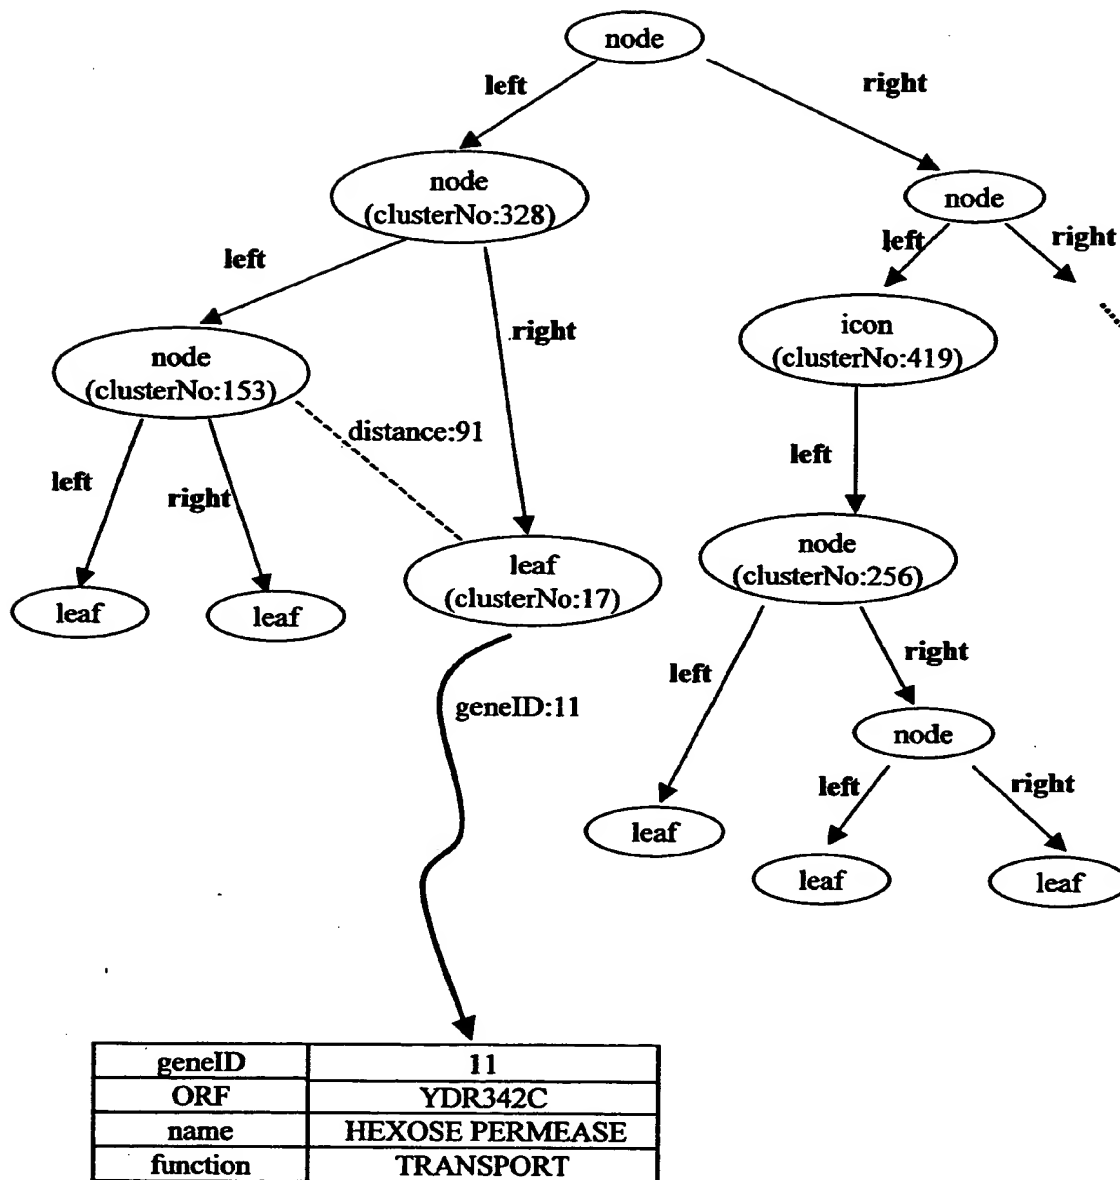 node
left
right
node
(clusterNo:328)
node
left
right
left
right
icon
(clusterNo:419)
node
(clusterNo:153)
distance:91
left
left
right
node
(clusterNo:256)
leaf
(clusterNo:17)
leaf
leaf
left
right
geneID:11
node
left
right
leaf
leaf
leaf
geneID 11
ORF YDR342C
name HEXOSE PERMEASE
function TRANSPORT